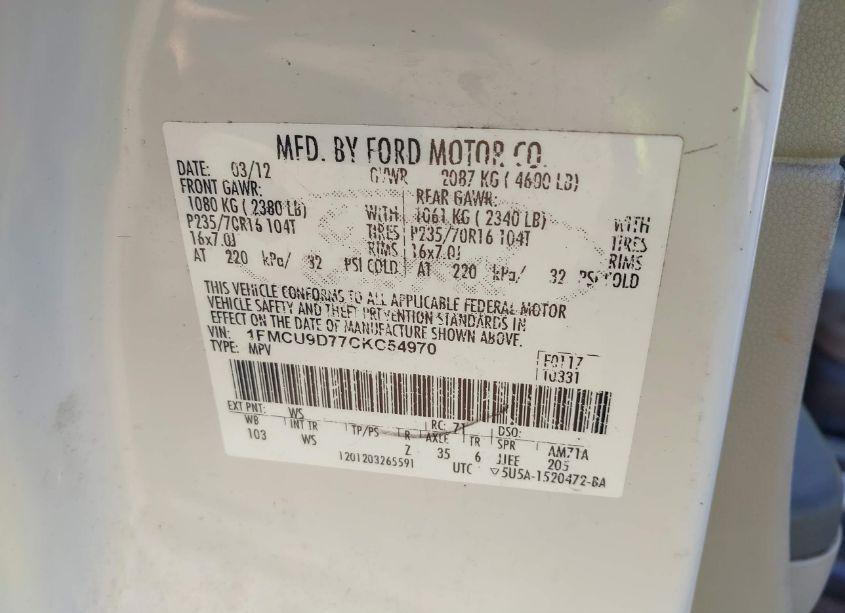 MFD. BY FORD MOTOR CO.
DATE: 03/12 GVWR 2087 KG ( 4600 LB)
FRONT GAWR: REAR GAWR:
1080 KG ( 2380 LB) WITH 1061 KG ( 2340 LB) WITH
P235/70R16 104T TIRES P235/70R16 104T TIRES
16x7.0J RIMS 16x7.0J RIMS
AT 220 kPa/ 32 PSI COLD AT 220 kPa/ 32 PSI COLD
THIS VEHICLE CONFORMS TO ALL APPLICABLE FEDERAL MOTOR
VEHICLE SAFETY AND THEFT PREVENTION STANDARDS IN
EFFECT ON THE DATE OF MANUFACTURE SHOWN ABOVE
VIN: 1FMCU9D77CKC54970
TYPE: MPV
F0117
10331
EXT PNT: WS RC: 71 DSO:
WB INT TR TP/PS R AXLE TR SPR AM71A
103 WS Z 35 6 JJEE 205
1201203265591 UTC ▽5U5A-1520472-BA